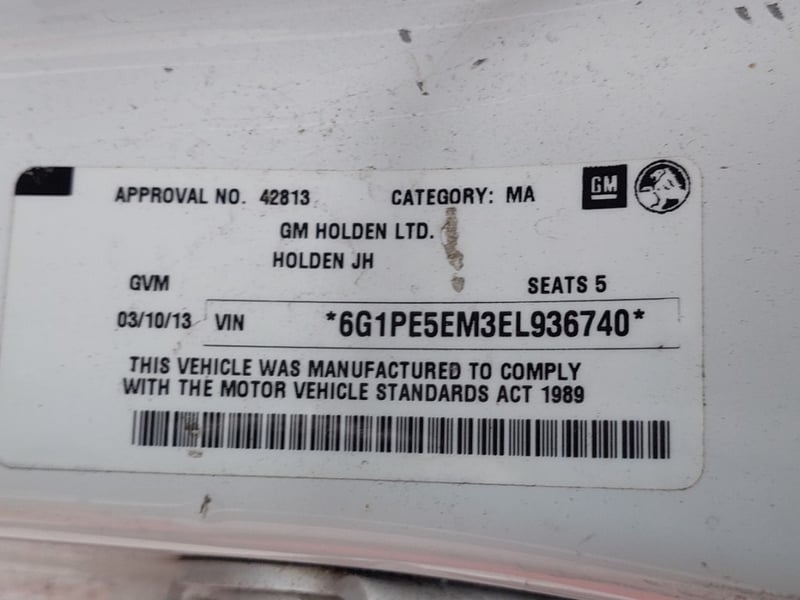 APPROVAL NO. 42813 CATEGORY: MA GM
GM HOLDEN LTD.
HOLDEN JH
GVM SEATS 5
03/10/13 VIN *6G1PE5EM3EL936740*
THIS VEHICLE WAS MANUFACTURED TO COMPLY
WITH THE MOTOR VEHICLE STANDARDS ACT 1989